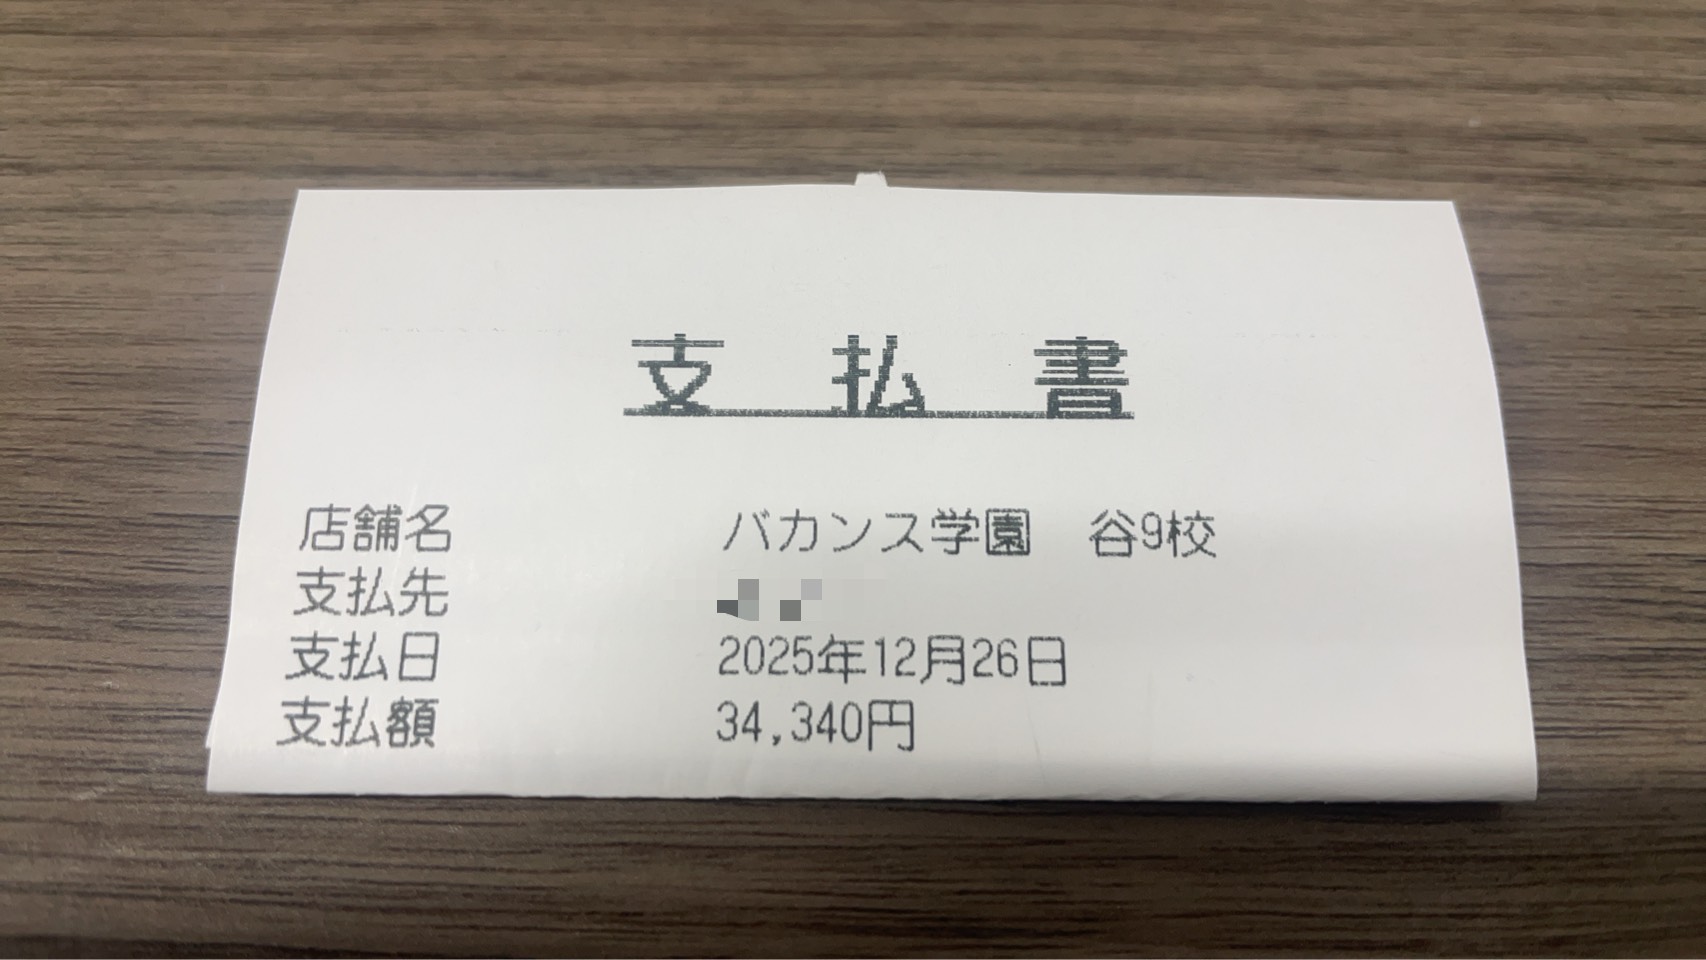 支　払　書
店舗名　バカンス学園　谷9校
支払先
支払日　2025年12月26日
支払額　34,340円